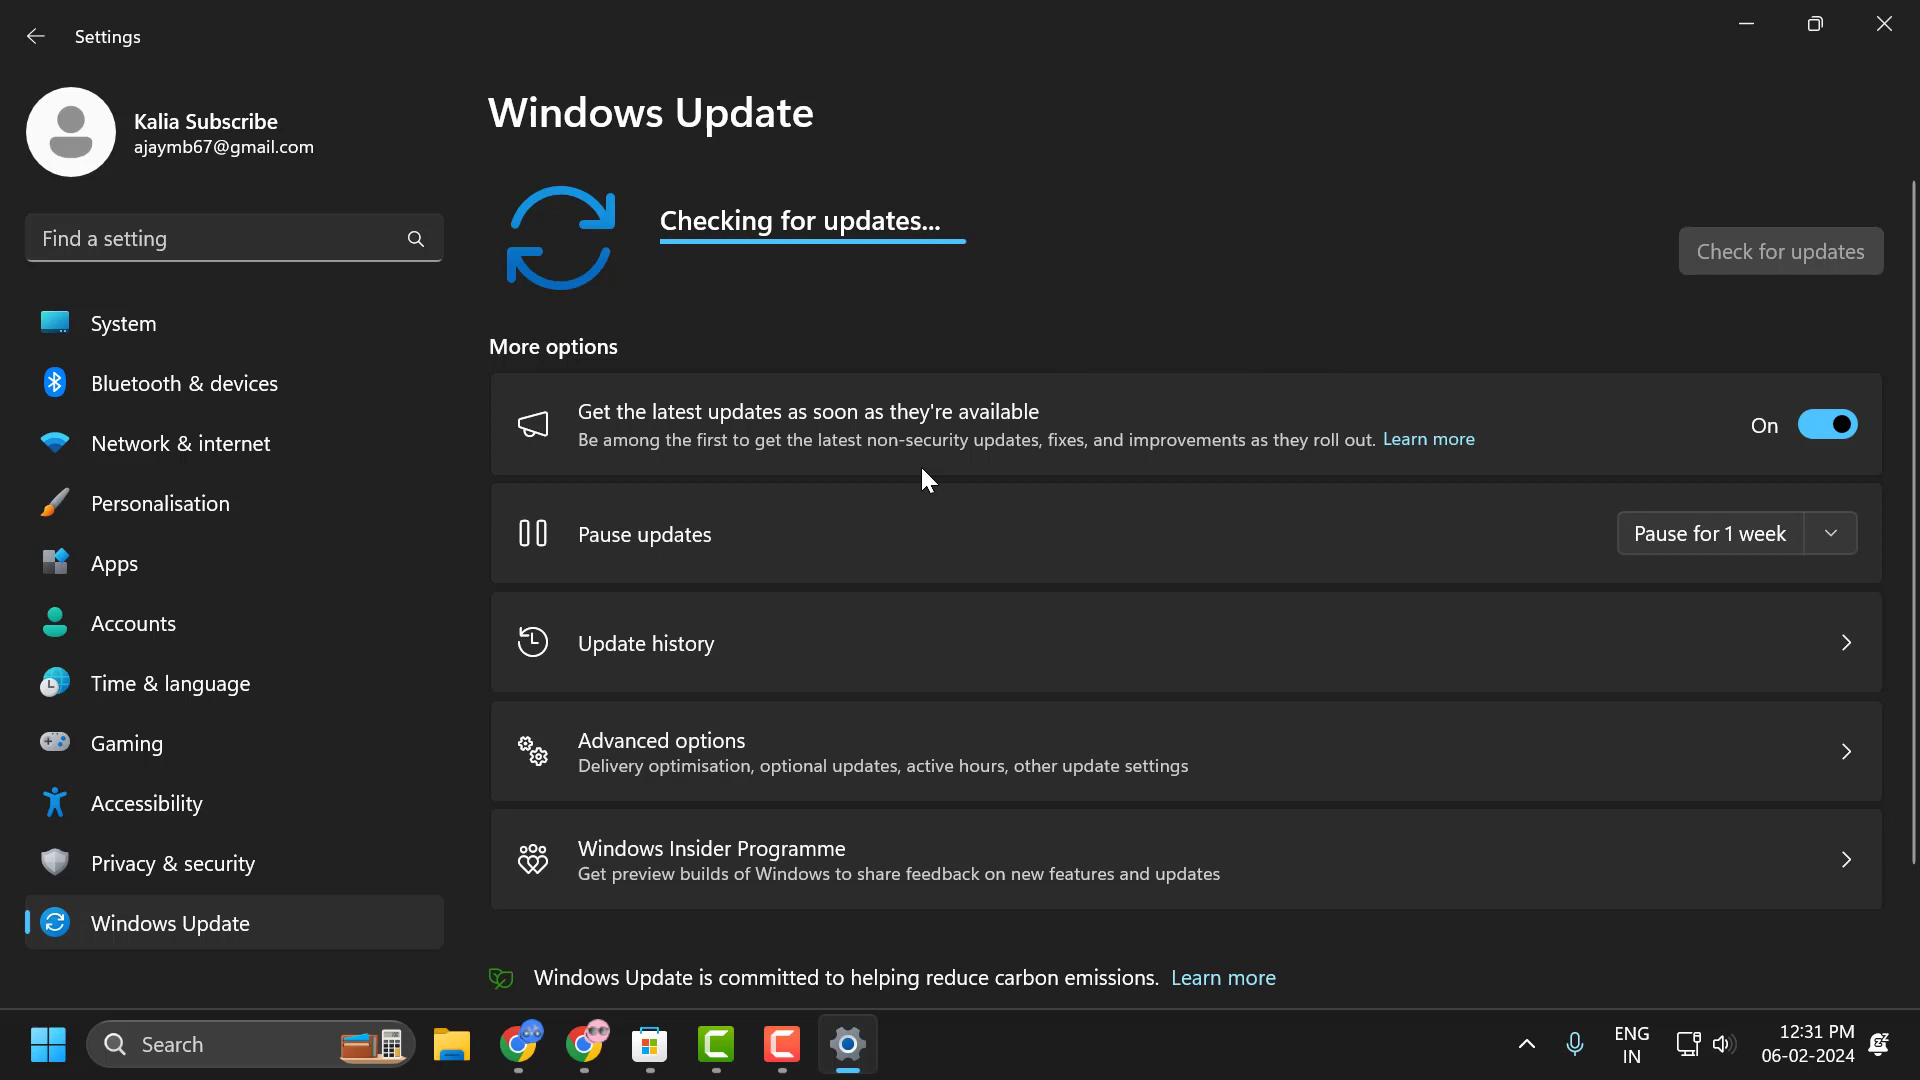 Settings
Kalia Subscribe
ajaymb67@gmail.com
Find a setting
System
Bluetooth & devices
Network & internet
Personalisation
Apps
Accounts
Time & language
Gaming
Accessibility
Privacy & security
Windows Update
Windows Update
Checking for updates...
Check for updates
More options
Get the latest updates as soon as they're available
Be among the first to get the latest non-security updates, fixes, and improvements as they roll out. Learn more
On
Pause updates
Pause for 1 week
Update history
Advanced options
Delivery optimisation, optional updates, active hours, other update settings
Windows Insider Programme
Get preview builds of Windows to share feedback on new features and updates
Windows Update is committed to helping reduce carbon emissions. Learn more
Search
ENG
IN
12:31 PM
06-02-2024